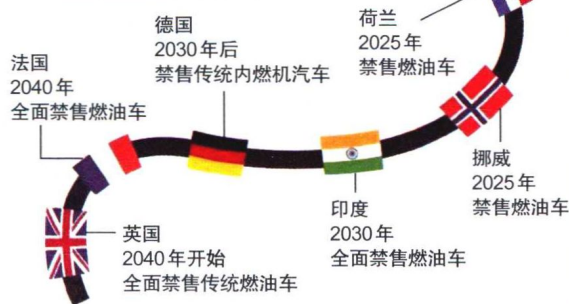 荷兰
2025年
禁售燃油车
德国
2030年后
禁售传统内燃机汽车
法国
2040年
全面禁售燃油车
挪威
2025年
禁售燃油车
印度
2030年
全面禁售燃油车
英国
2040年开始
全面禁售传统燃油车